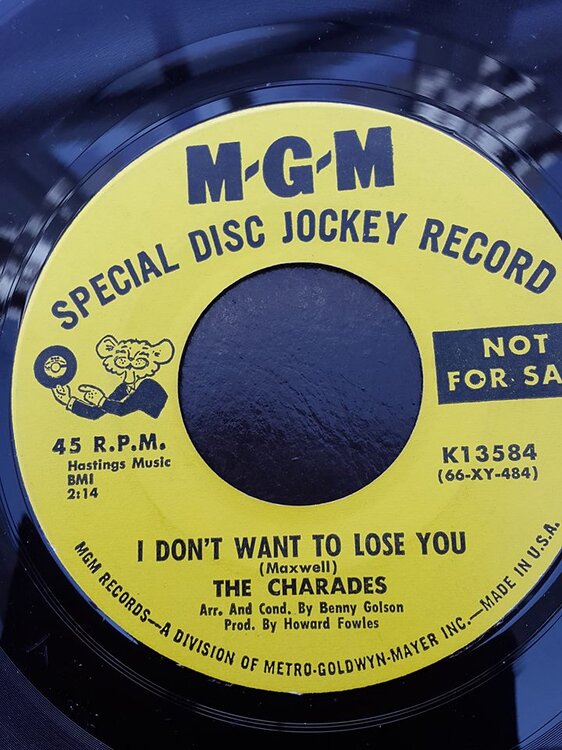 M-G-M
SPECIAL DISC JOCKEY RECORD
NOT
FOR SA
45 R.P.M.
Hastings Music
BMI
2:14
K13584
(66-XY-484)
I DON'T WANT TO LOSE YOU
(Maxwell)
THE CHARADES
Arr. And Cond. By Benny Golson
Prod. By Howard Fowles
MGM RECORDS—A DIVISION OF METRO-GOLDWYN-MAYER INC.—MADE IN U.S.A.